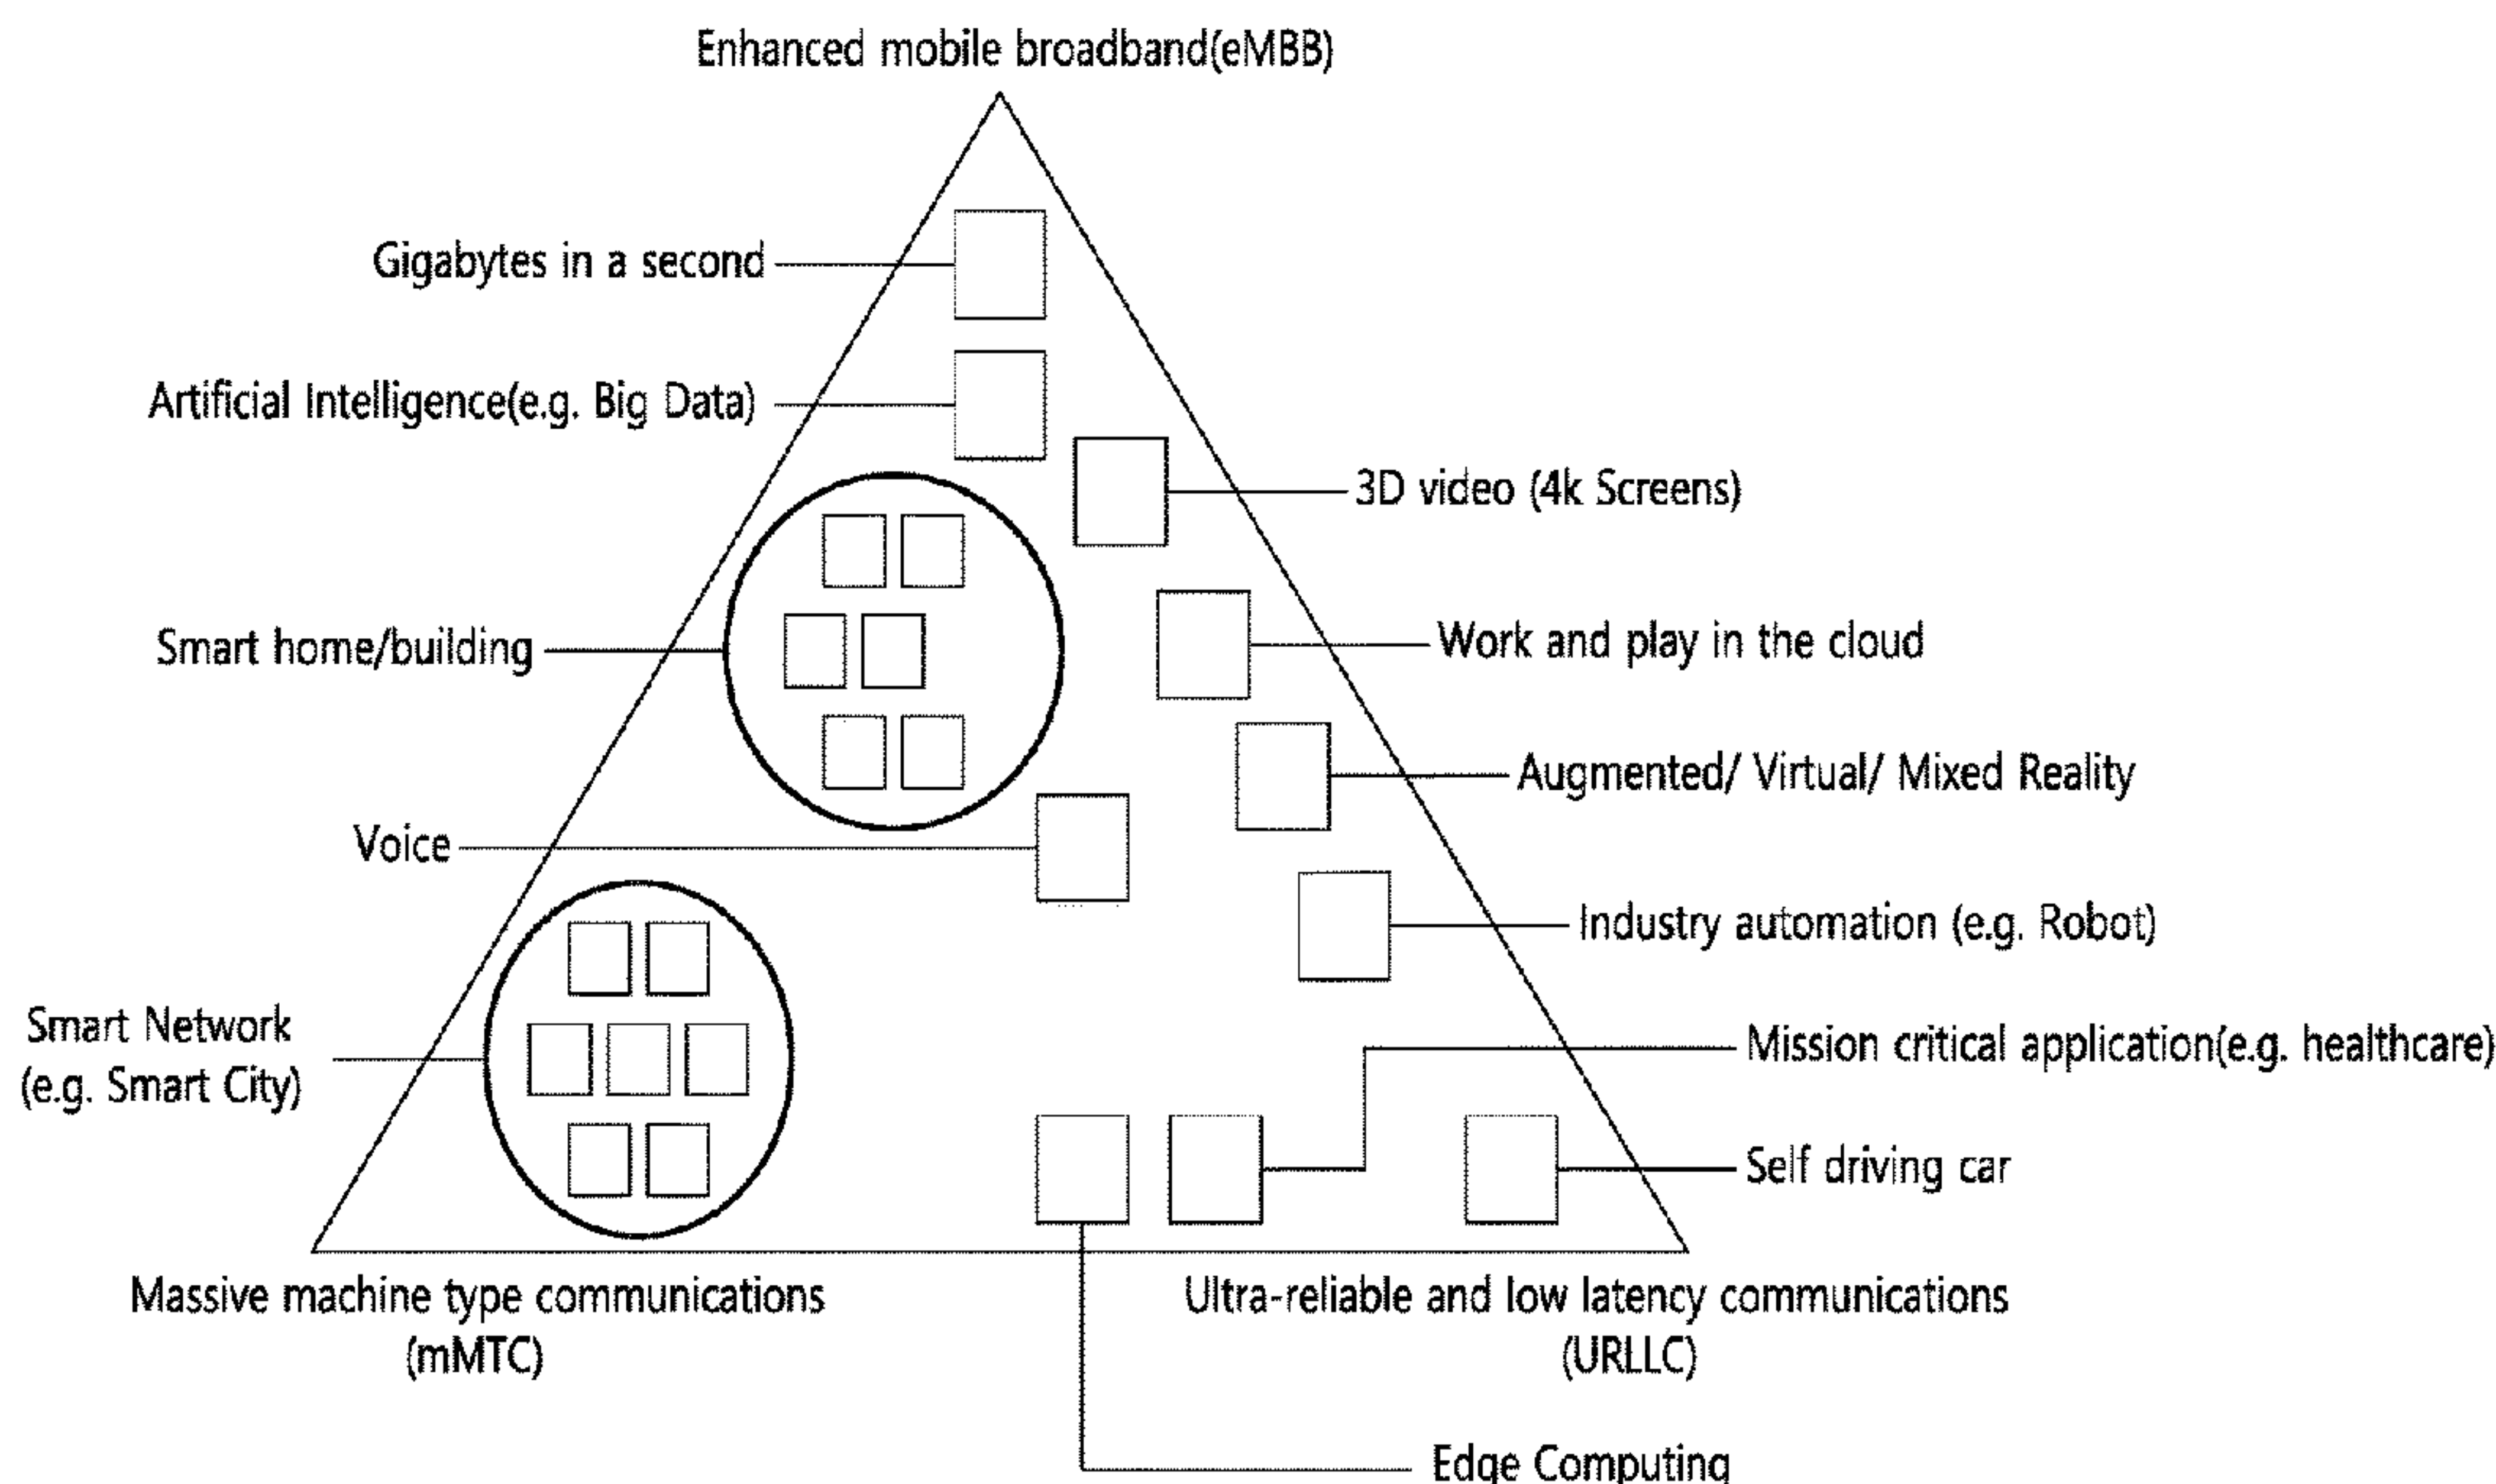 Enhanced mobile broadband(eMBB)
Gigabytes in a second
Artificial Intelligence(e.g. Big Data)
3D video (4k Screens)
Smart home/building
Work and play in the cloud
Augmented/ Virtual/ Mixed Reality
Voice
Industry automation (e.g. Robot)
Smart Network
(e.g. Smart City)
Mission critical application(e.g. healthcare)
Self driving car
Massive machine type communications
(mMTC)
Ultra-reliable and low latency communications
(URLLC)
Edge Computing